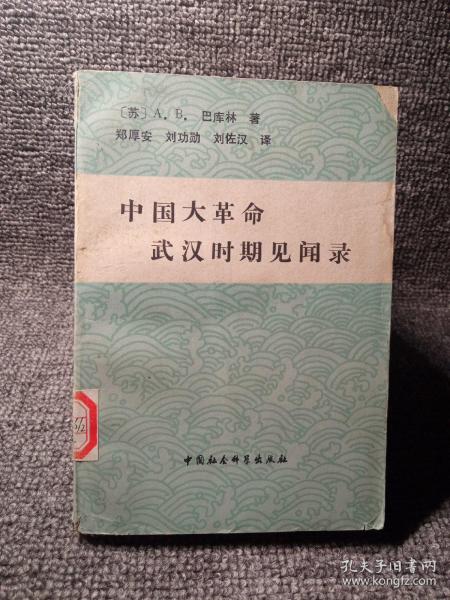 〔苏〕A. B. 巴库林 著
郑厚安 刘功勋 刘佐汉 译
中国大革命
武汉时期见闻录
中国社会科学出版社
孔夫子旧书网
www.kongfz.com